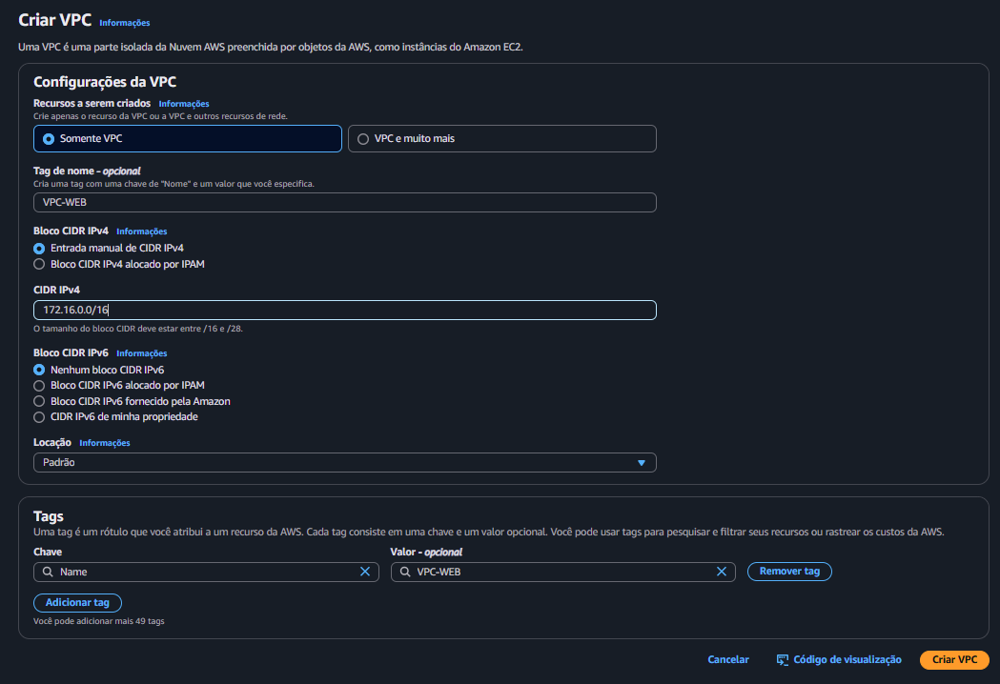 Criar VPC Informações
Uma VPC é uma parte isolada da Nuvem AWS preenchida por objetos da AWS, como instâncias do Amazon EC2.
Configurações da VPC
Recursos a serem criados Informações
Crie apenas o recurso da VPC ou a VPC e outros recursos de rede.
Somente VPC
VPC e muito mais
Tag de nome - opcional
Cria uma tag com uma chave de "Nome" e um valor que você especifica.
VPC-WEB
Bloco CIDR IPv4 Informações
Entrada manual de CIDR IPv4
Bloco CIDR IPv4 alocado por IPAM
CIDR IPv4
172.16.0.0/16
O tamanho do bloco CIDR deve estar entre /16 e /28.
Bloco CIDR IPv6 Informações
Nenhum bloco CIDR IPv6
Bloco CIDR IPv6 alocado por IPAM
Bloco CIDR IPv6 fornecido pela Amazon
CIDR IPv6 de minha propriedade
Locação Informações
Padrão
Tags
Uma tag é um rótulo que você atribui a um recurso da AWS. Cada tag consiste em uma chave e um valor opcional. Você pode usar tags para pesquisar e filtrar seus recursos ou rastrear os custos da AWS.
Chave
Valor - opcional
Name
VPC-WEB
Remover tag
Adicionar tag
Você pode adicionar mais 49 tags
Cancelar
Código de visualização
Criar VPC